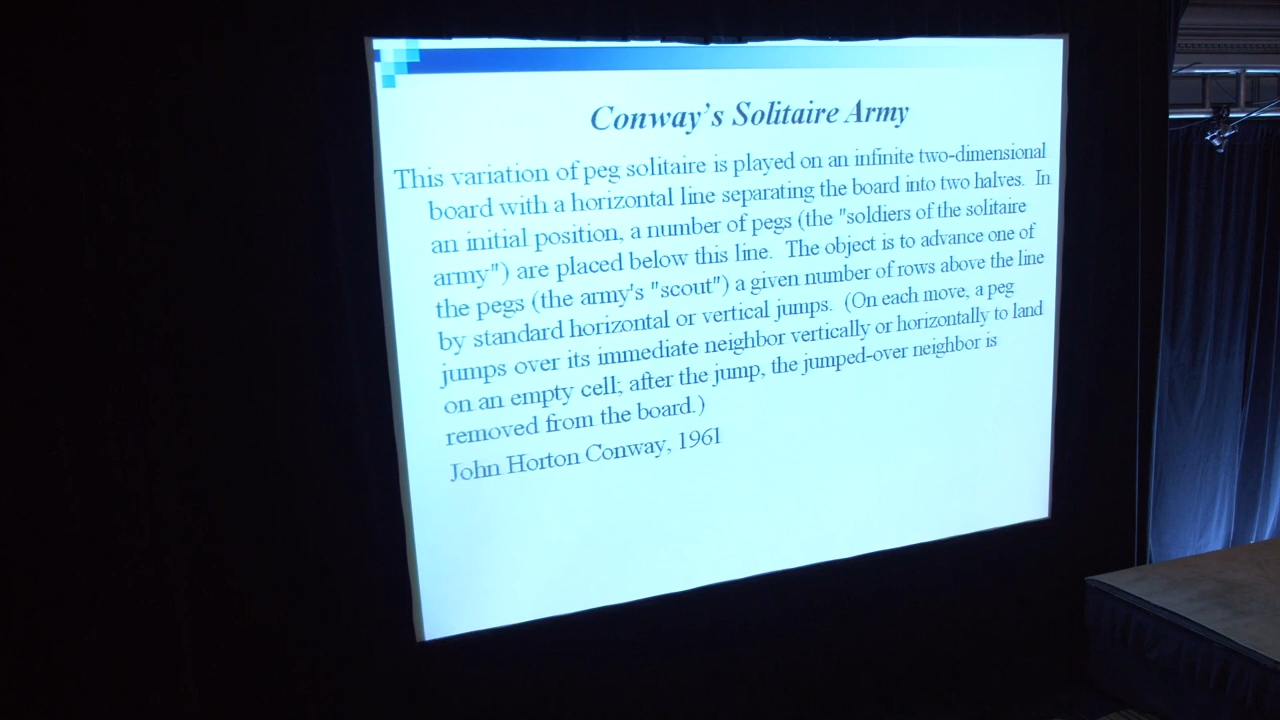 Conway's Solitaire Army
This variation of peg solitaire is played on an infinite two-dimensional
board with a horizontal line separating the board into two halves. In
an initial position, a number of pegs (the "soldiers of the solitaire
army") are placed below this line. The object is to advance one of
the pegs (the army's "scout") a given number of rows above the line
by standard horizontal or vertical jumps. (On each move, a peg
jumps over its immediate neighbor vertically or horizontally to land
on an empty cell; after the jump, the jumped-over neighbor is
removed from the board.)
John Horton Conway, 1961